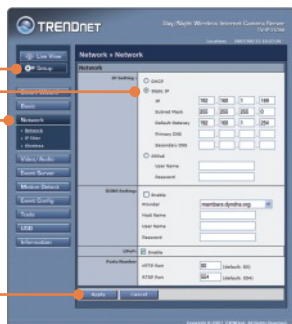 TRENDNET
Day/Night Wireless Internet Camera Server
Live View
Setup
Network » Network
Network
IP Setting :
DHCP
Static IP
IP
192 168 1
Subnet Mask
255 255 255 0
Default Gateway
192 168 1 254
Primary DNS
Secondary DNS
PPPoE
User Name
Password
Basic
Network
• Network
• IP Filter
• Wireless
Video/Audio
Event Server
Motion Detect
Event Config
Tools
USB
Information
DDNS Setting:
Enable
Provider
members.dyndns.org
Host Name
User Name
Password
UPnP:
Enable
Ports Number
HTTP Port
80
(default: 80)
RTSP Port
554
(default: 554)
Apply
Cancel